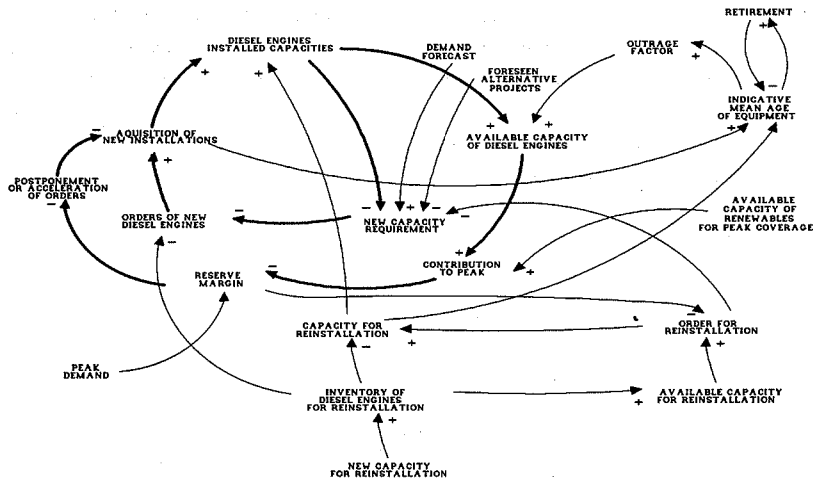 RETIREMENT
+
DIESEL ENGINES
INSTALLED CAPACITIES
+
+
DEMAND
FORECAST
OUTRAGE
FACTOR
+
FORESEEN
ALTERNATIVE
PROJECTS
−
INDICATIVE
MEAN AGE
OF EQUIPMENT
+
−
AQUISITION OF
NEW INSTALLATIONS
+
+
+
AVAILABLE CAPACITY
OF DIESEL ENGINES
POSTPONEMENT
OR ACCELERATION
OF ORDERS
−
ORDERS OF NEW
DIESEL ENGINES
−
−
−
+
−
−
NEW CAPACITY
REQUIREMENT
AVAILABLE
CAPACITY OF
RENEWABLES
FOR PEAK COVERAGE
RESERVE
MARGIN
−
+
CONTRIBUTION
TO PEAK
+
CAPACITY FOR
REINSTALLATION
−
+
−
ORDER FOR
REINSTALLATION
+
PEAK
DEMAND
INVENTORY OF
DIESEL ENGINES
FOR REINSTALLATION
+
+
AVAILABLE CAPACITY
FOR REINSTALLATION
NEW CAPACITY FOR
REINSTALLATION